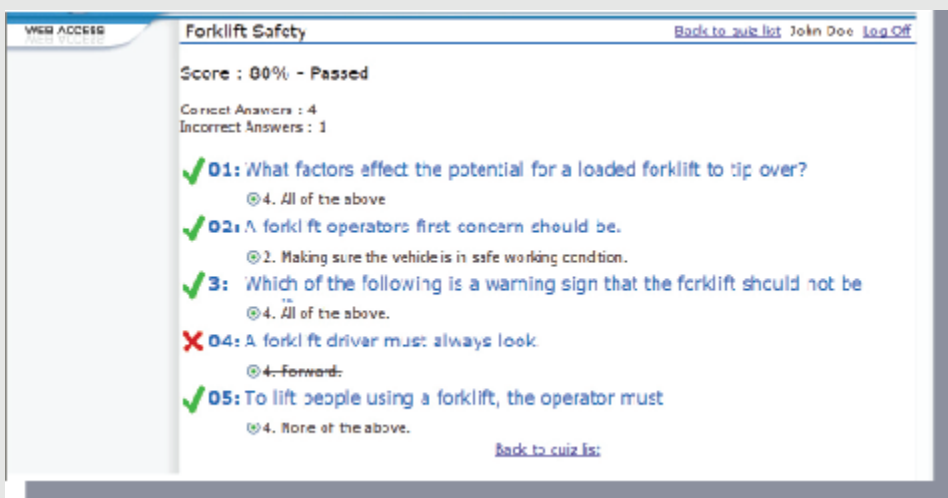 WEB ACCESS
Forklift Safety
Back to quiz list John Doe Log Off
Score : 80% - Passed
Correct Answers : 4
Incorrect Answers : 1
01: What factors effect the potential for a loaded forklift to tip over?
4. All of the above
02: A forklift operators first concern should be.
2. Making sure the vehicle is in safe working condition.
3: Which of the following is a warning sign that the forklift should not be
4. All of the above.
04: A forklift driver must always look
4. Forward.
05: To lift people using a forklift, the operator must
4. None of the above.
Back to quiz list